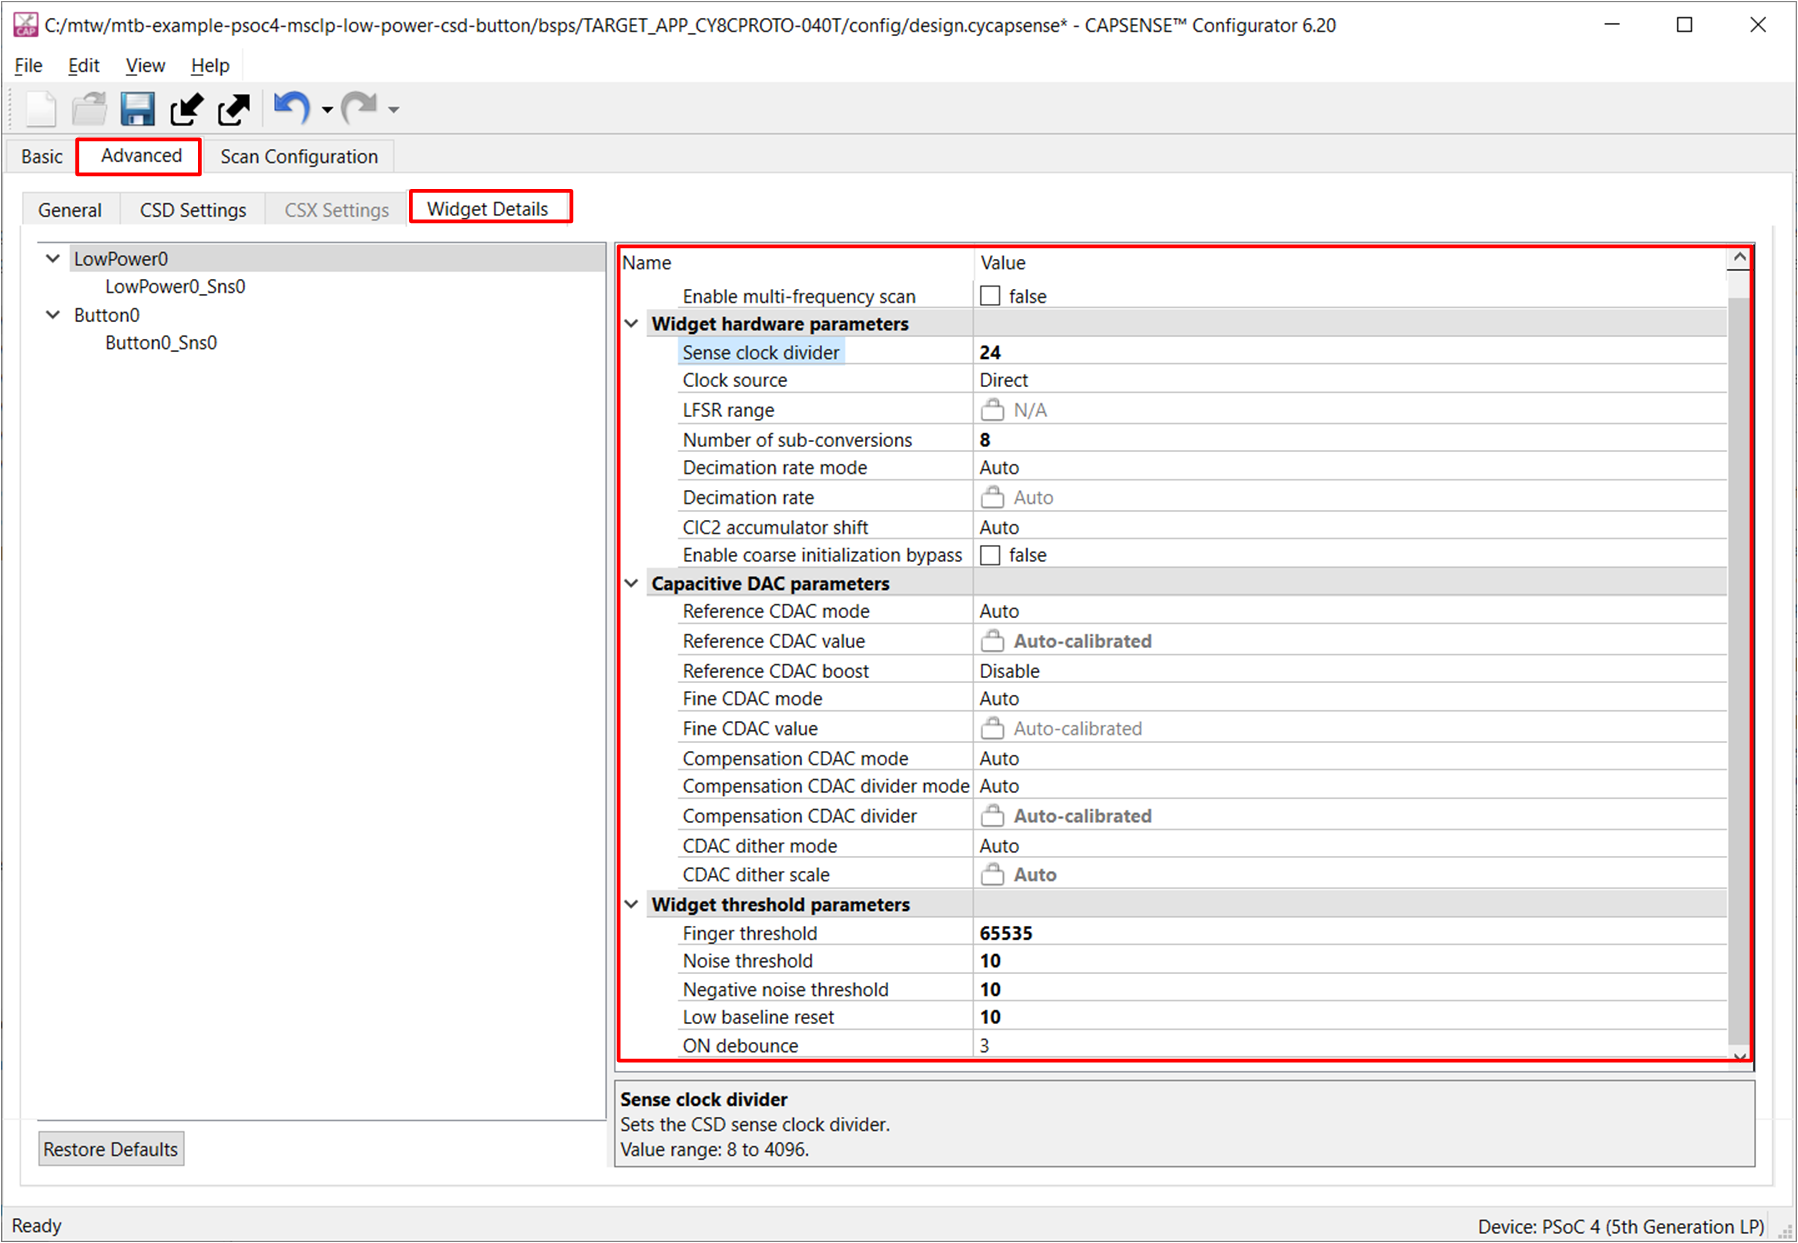 C:/mtw/mtb-example-psoc4-msclp-low-power-csd-button/bsps/TARGET_APP_CY8CPROTO-040T/config/design.cycapsense* - CAPSENSE™ Configurator 6.20
File Edit View Help
Basic Advanced Scan Configuration
General CSD Settings CSX Settings Widget Details
LowPower0
LowPower0_Sns0
Button0
Button0_Sns0
Restore Defaults
Name Value
Enable multi-frequency scan false
Widget hardware parameters
Sense clock divider 24
Clock source Direct
LFSR range N/A
Number of sub-conversions 8
Decimation rate mode Auto
Decimation rate Auto
CIC2 accumulator shift Auto
Enable coarse initialization bypass false
Capacitive DAC parameters
Reference CDAC mode Auto
Reference CDAC value Auto-calibrated
Reference CDAC boost Disable
Fine CDAC mode Auto
Fine CDAC value Auto-calibrated
Compensation CDAC mode Auto
Compensation CDAC divider mode Auto
Compensation CDAC divider Auto-calibrated
CDAC dither mode Auto
CDAC dither scale Auto
Widget threshold parameters
Finger threshold 65535
Noise threshold 10
Negative noise threshold 10
Low baseline reset 10
ON debounce 3
Sense clock divider
Sets the CSD sense clock divider.
Value range: 8 to 4096.
Ready Device: PSoC 4 (5th Generation LP)